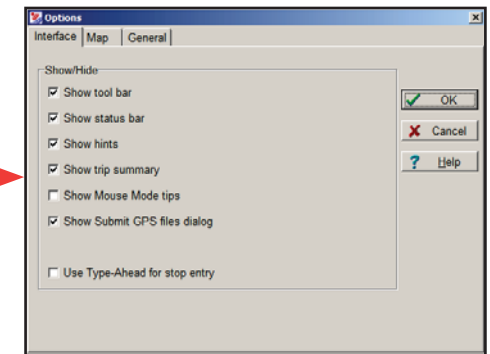 Options
Interface Map General
Show/Hide
Show tool bar
Show status bar
Show hints
Show trip summary
Show Mouse Mode tips
Show Submit GPS files dialog
Use Type-Ahead for stop entry
OK
Cancel
Help